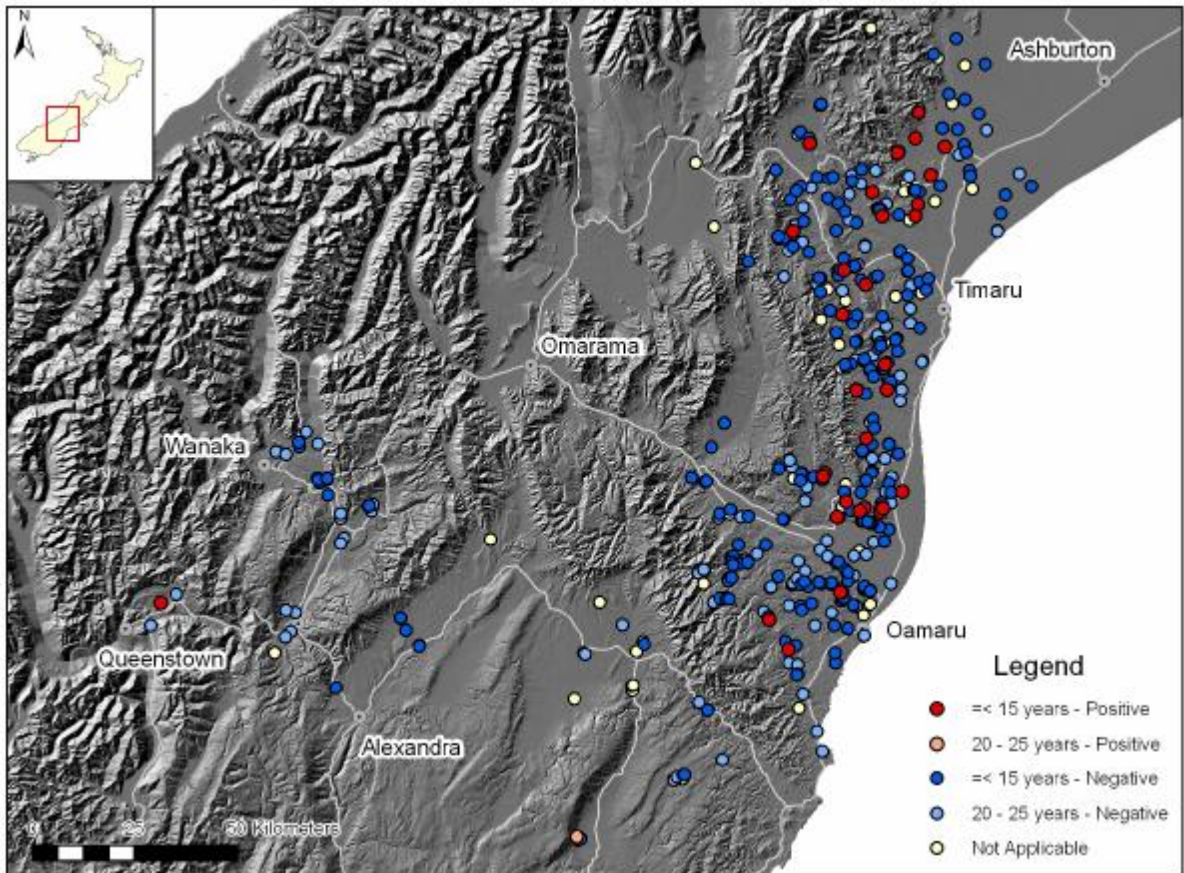 N
Ashburton
Timaru
Omarama
Wanaka
Oamaru
Queenstown
Alexandra
Legend
=< 15 years - Positive
20 - 25 years - Positive
=< 15 years - Negative
20 - 25 years - Negative
Not Applicable
0 25 50 Kilometers